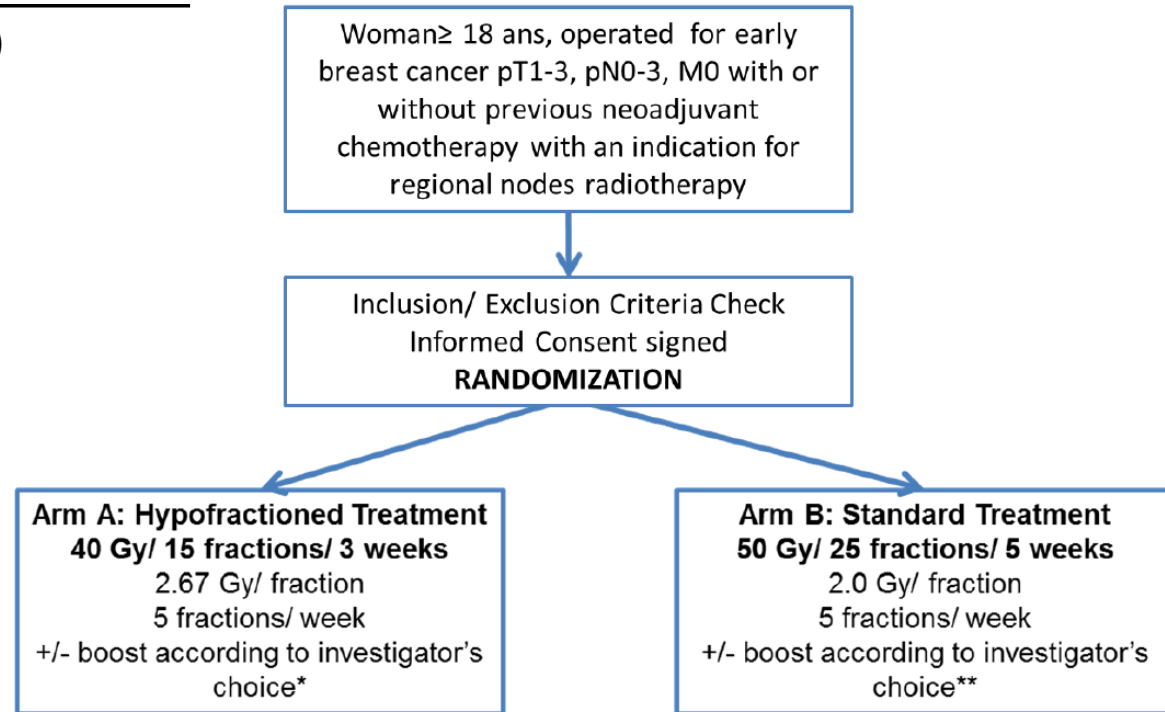 )
Woman≥ 18 ans, operated for early
breast cancer pT1-3, pN0-3, M0 with or
without previous neoadjuvant
chemotherapy with an indication for
regional nodes radiotherapy
Inclusion/ Exclusion Criteria Check
Informed Consent signed
RANDOMIZATION
Arm A: Hypofractioned Treatment
40 Gy/ 15 fractions/ 3 weeks
2.67 Gy/ fraction
5 fractions/ week
+/- boost according to investigator’s
choice*
Arm B: Standard Treatment
50 Gy/ 25 fractions/ 5 weeks
2.0 Gy/ fraction
5 fractions/ week
+/- boost according to investigator’s
choice**